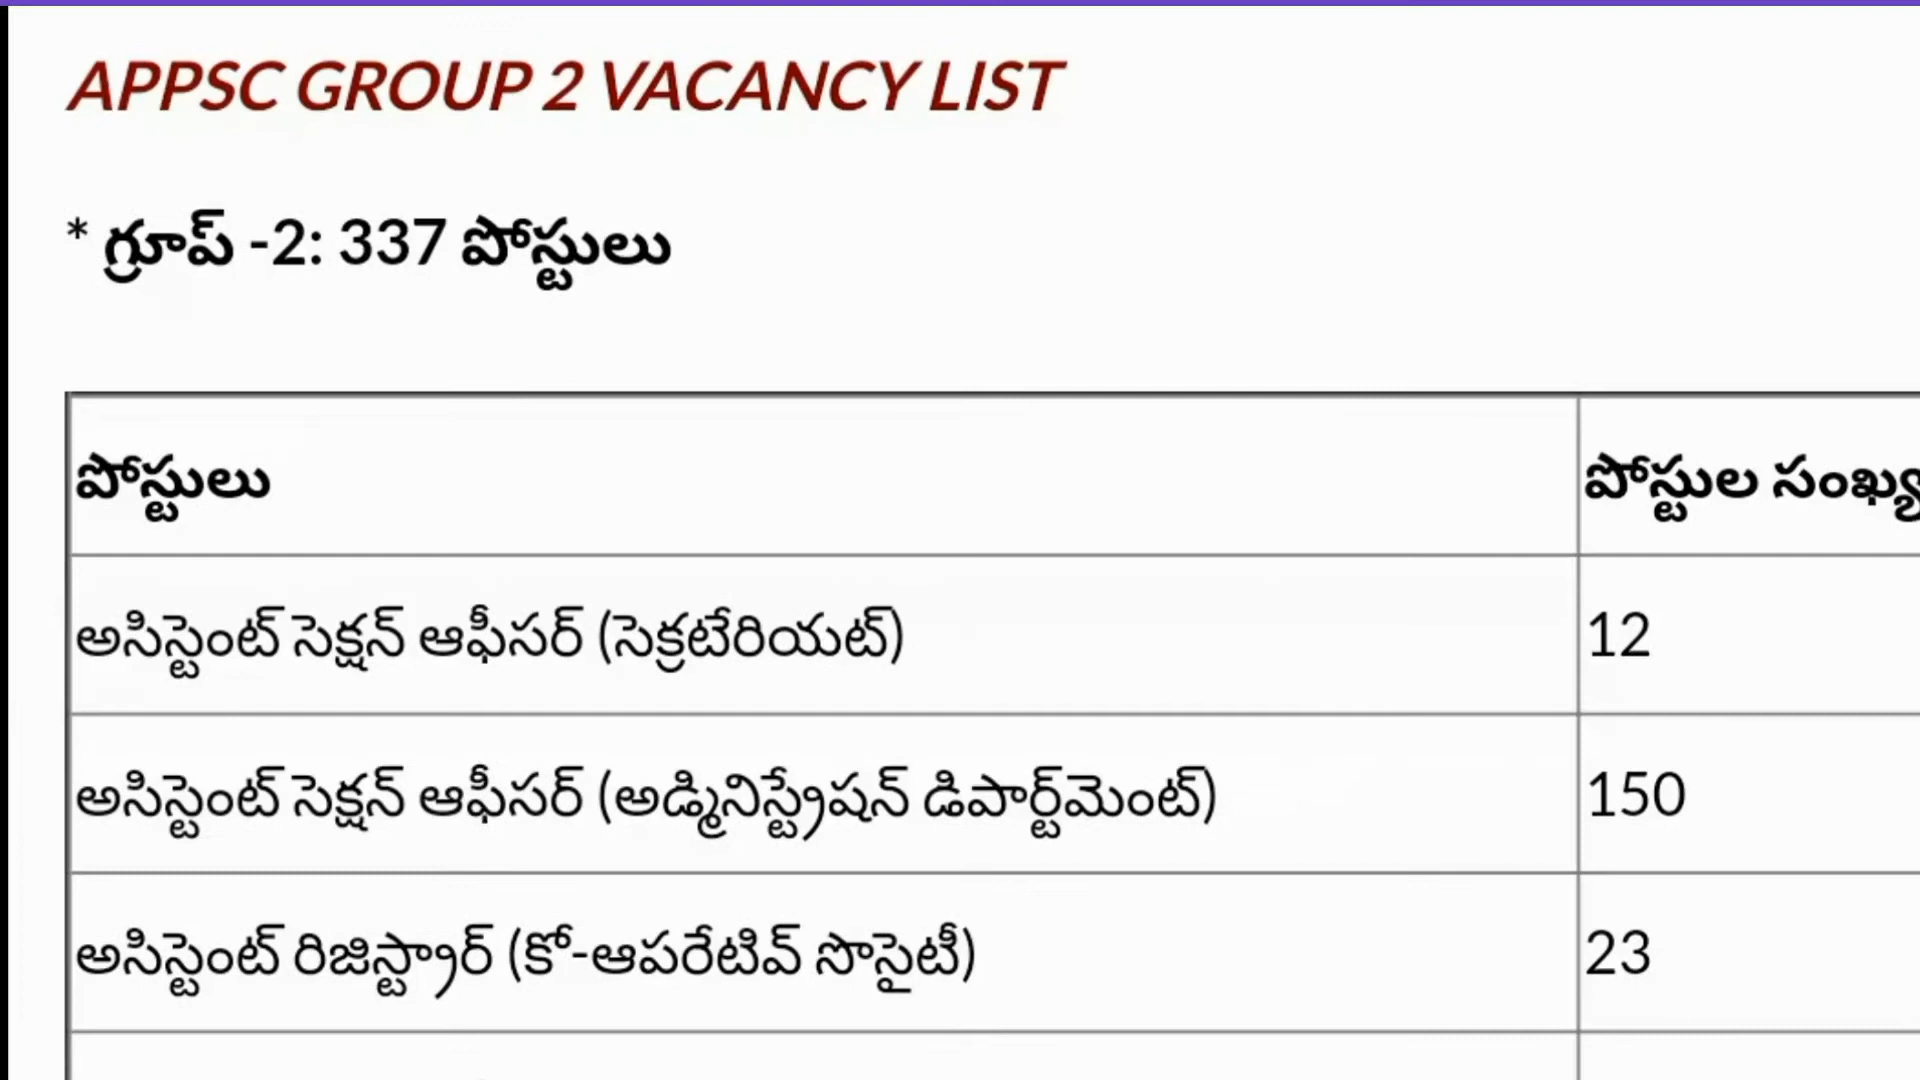 APPSC GROUP 2 VACANCY LIST
* గ్రూప్ -2: 337 పోస్టులు
పోస్టులు పోస్టుల సంఖ్య
అసిస్టెంట్ సెక్షన్ ఆఫీసర్ (సెక్రటేరియట్) 12
అసిస్టెంట్ సెక్షన్ ఆఫీసర్ (అడ్మినిస్ట్రేషన్ డిపార్ట్‌మెంట్) 150
అసిస్టెంట్ రిజిస్ట్రార్ (కో-ఆపరేటివ్ సొసైటీ) 23